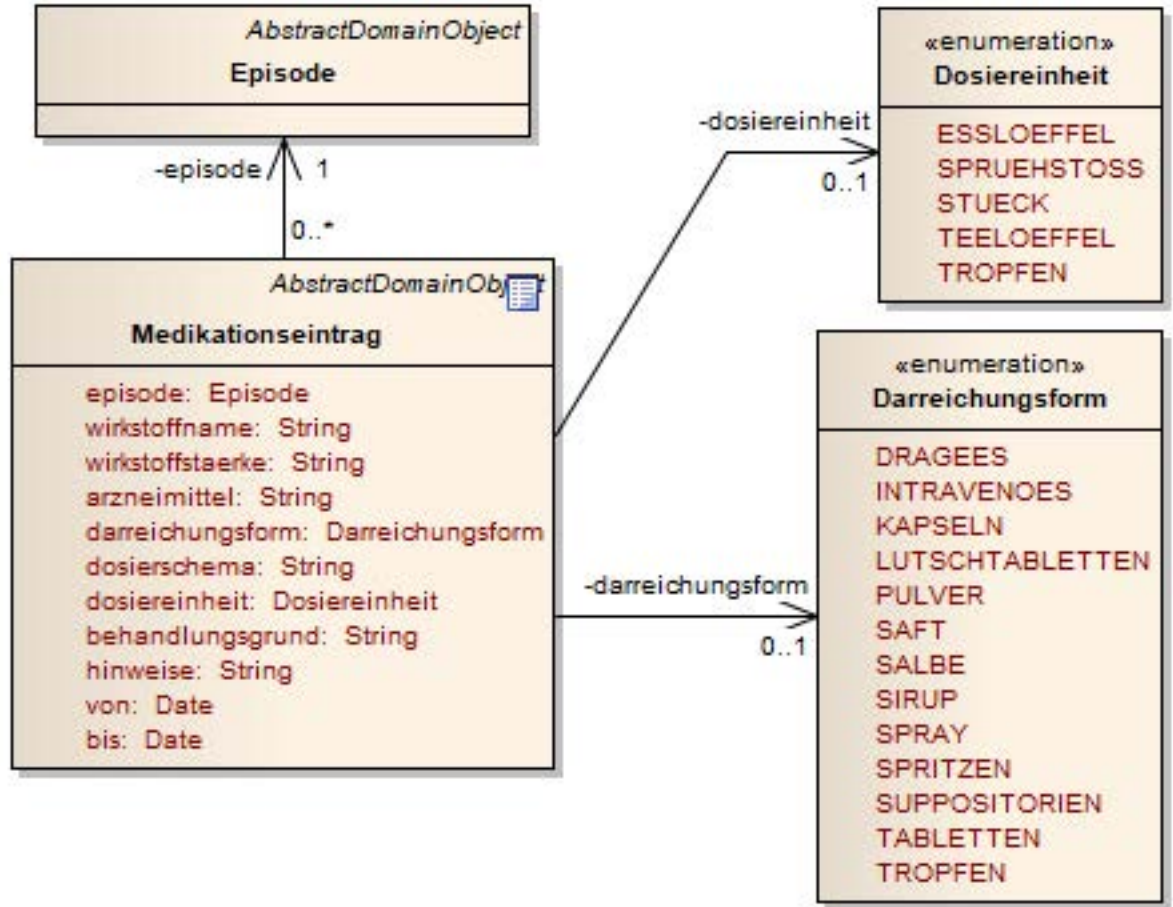 AbstractDomainObject
Episode
-episode
1
0..*
Medikationseintrag
episode: Episode
wirkstoffname: String
wirkstoffstaerke: String
arzneimittel: String
darreichungsform: Darreichungsform
dosierschema: String
dosiereinheit: Dosiereinheit
behandlungsgrund: String
hinweise: String
von: Date
bis: Date
-dosiereinheit
0..1
«enumeration»
Dosiereinheit
ESSLOEFFEL
SPRUEHSTOSS
STUECK
TEELOEFFEL
TROPFEN
-darreichungsform
0..1
«enumeration»
Darreichungsform
DRAGEES
INTRAVENOES
KAPSELN
LUTSCHTABLETTEN
PULVER
SAFT
SALBE
SIRUP
SPRAY
SPRITZEN
SUPPOSITORIEN
TABLETTEN
TROPFEN